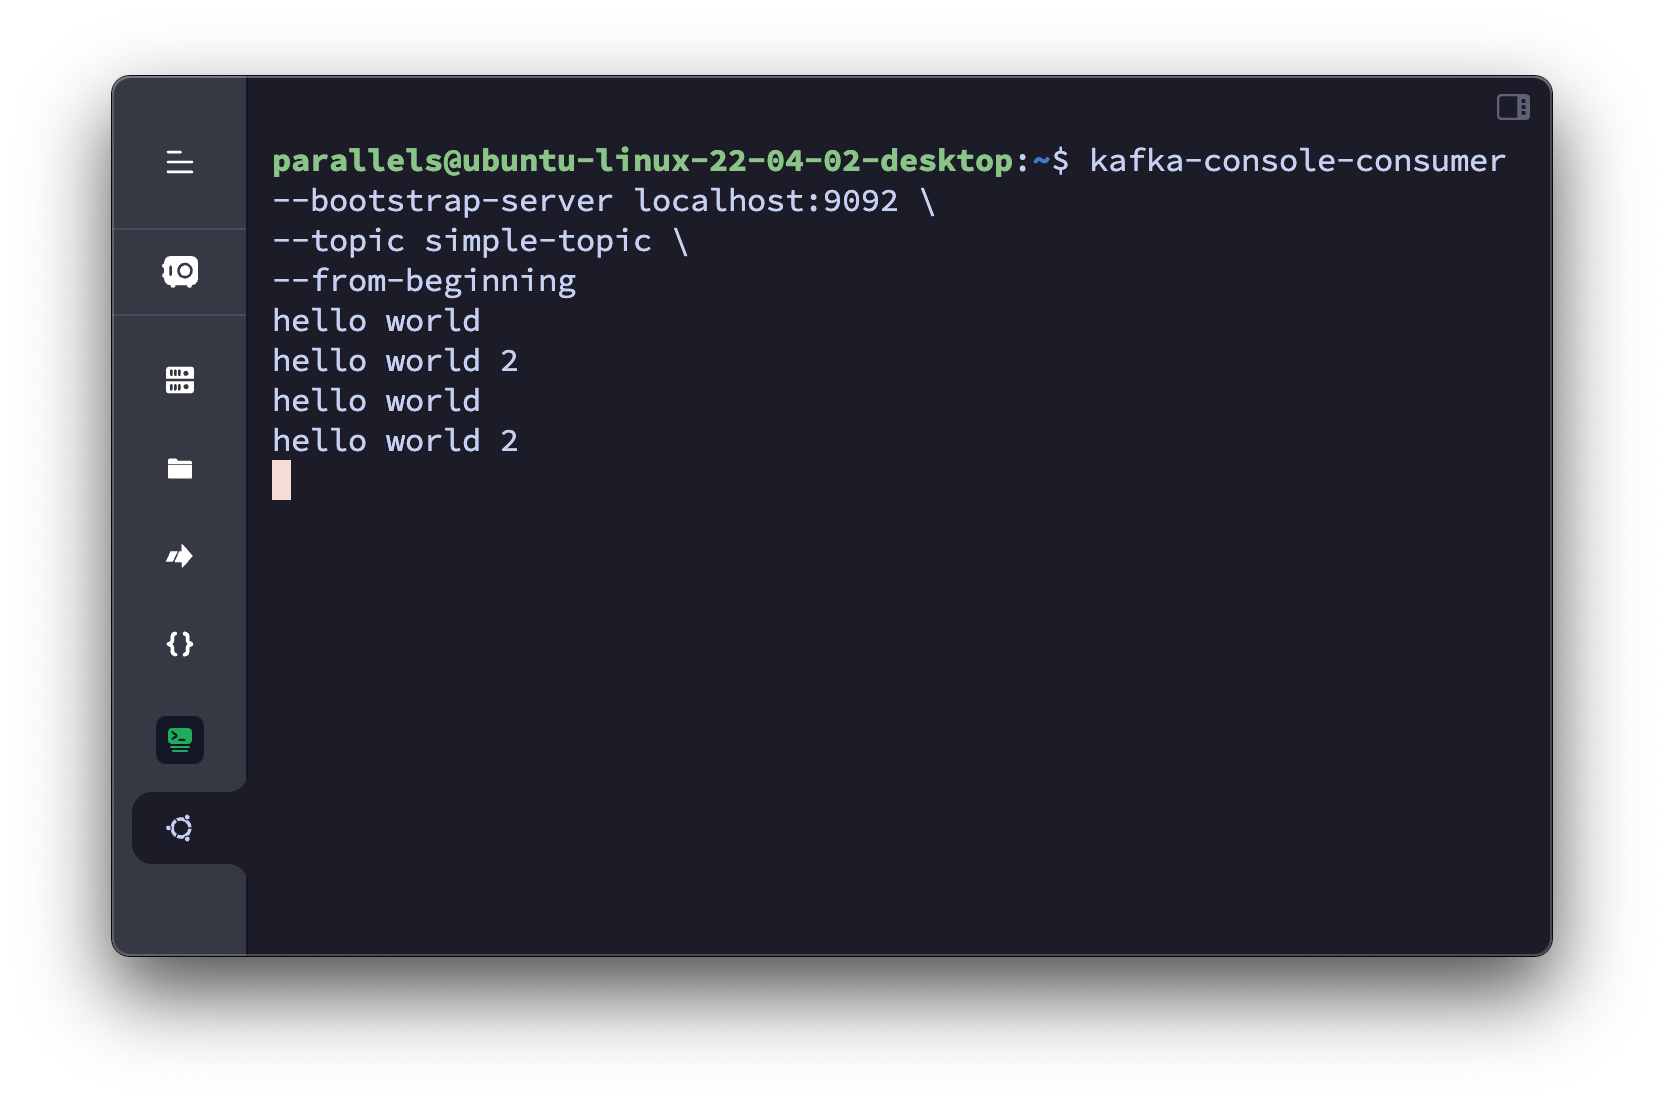 parallels@ubuntu-linux-22-04-02-desktop:~$ kafka-console-consumer
--bootstrap-server localhost:9092 \
--topic simple-topic \
--from-beginning
hello world
hello world 2
hello world
hello world 2